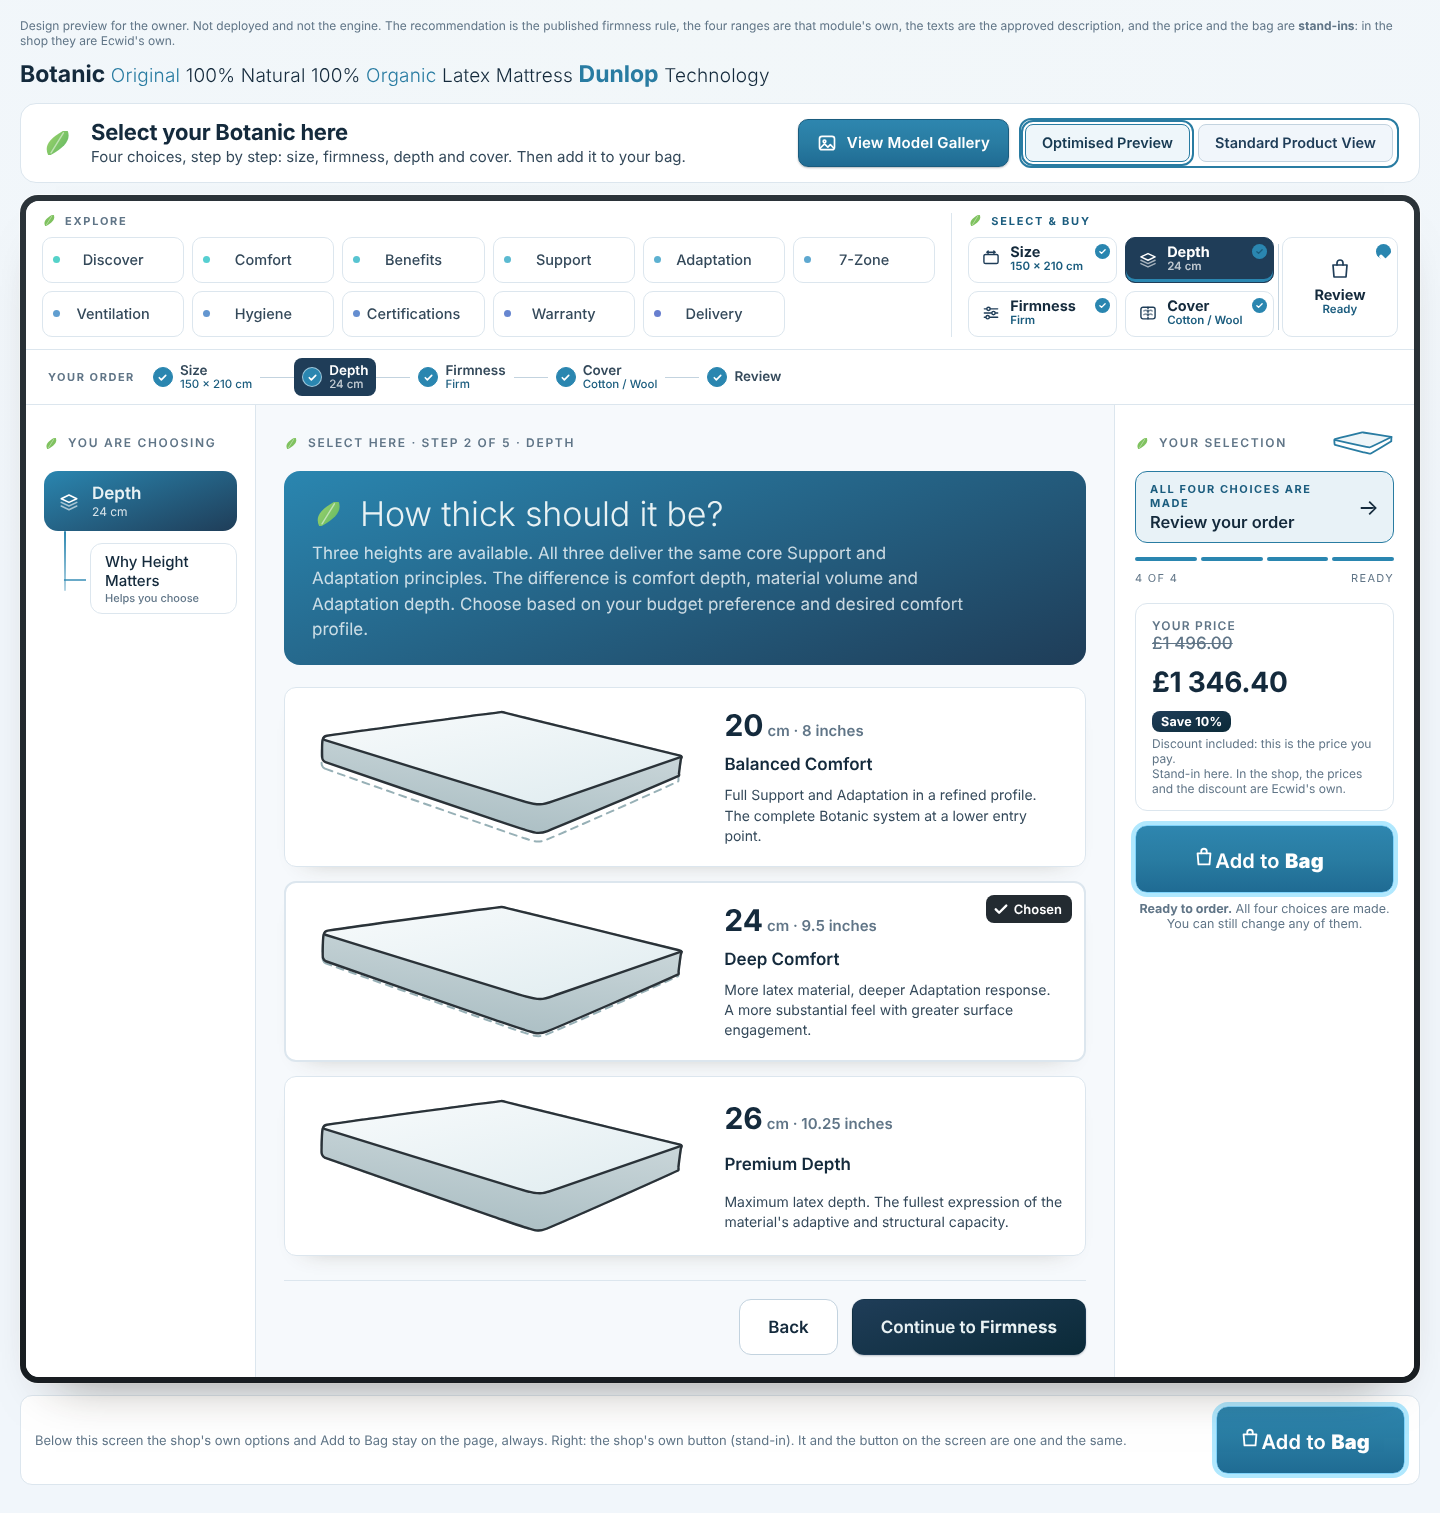 Design preview for the owner. Not deployed and not the engine. The recommendation is the published firmness rule, the four ranges are that module's own, the texts are the approved description, and the price and the bag are stand-ins: in the
shop they are Ecwid's own.
Botanic Original 100% Natural 100% Organic Latex Mattress Dunlop Technology
Select your Botanic here
Four choices, step by step: size, firmness, depth and cover. Then add it to your bag.
View Model Gallery
Optimised Preview
Standard Product View
EXPLORE
Discover
Comfort
Benefits
Support
Adaptation
7-Zone
Ventilation
Hygiene
Certifications
Warranty
Delivery
SELECT & BUY
Size
150 × 210 cm
Depth
24 cm
Firmness
Firm
Cover
Cotton / Wool
Review
Ready
YOUR ORDER
Size
150 × 210 cm
Depth
24 cm
Firmness
Firm
Cover
Cotton / Wool
Review
YOU ARE CHOOSING
Depth
24 cm
Why Height
Matters
Helps you choose
SELECT HERE · STEP 2 OF 5 · DEPTH
How thick should it be?
Three heights are available. All three deliver the same core Support and
Adaptation principles. The difference is comfort depth, material volume and
Adaptation depth. Choose based on your budget preference and desired comfort
profile.
20 cm · 8 inches
Balanced Comfort
Full Support and Adaptation in a refined profile.
The complete Botanic system at a lower entry
point.
Chosen
24 cm · 9.5 inches
Deep Comfort
More latex material, deeper Adaptation response.
A more substantial feel with greater surface
engagement.
26 cm · 10.25 inches
Premium Depth
Maximum latex depth. The fullest expression of the
material's adaptive and structural capacity.
Back
Continue to Firmness
YOUR SELECTION
ALL FOUR CHOICES ARE
MADE
Review your order
4 OF 4
READY
YOUR PRICE
£1 496.00
£1 346.40
Save 10%
Discount included: this is the price you
pay.
Stand-in here. In the shop, the prices
and the discount are Ecwid's own.
Add to Bag
Ready to order. All four choices are made.
You can still change any of them.
Below this screen the shop's own options and Add to Bag stay on the page, always. Right: the shop's own button (stand-in). It and the button on the screen are one and the same.
Add to Bag